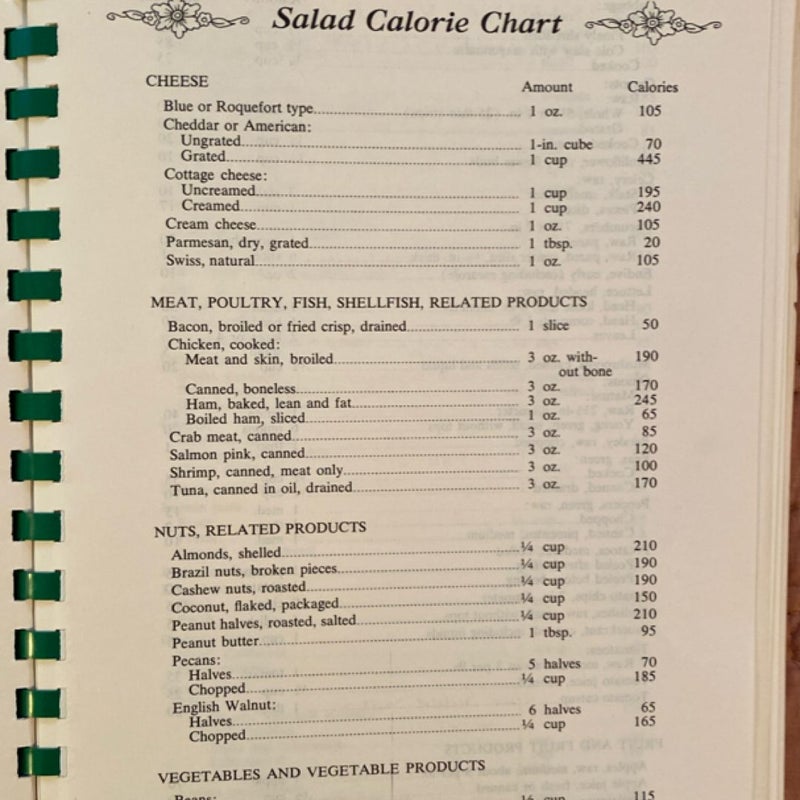 Salad Calorie Chart
CHEESE Amount Calories
Blue or Roquefort type 1 oz. 105
Cheddar or American:
Ungrated 1-in. cube 70
Grated 1 cup 445
Cottage cheese:
Uncreamed 1 cup 195
Creamed 1 cup 240
Cream cheese 1 oz. 105
Parmesan, dry, grated 1 tbsp. 20
Swiss, natural 1 oz. 105
MEAT, POULTRY, FISH, SHELLFISH, RELATED PRODUCTS
Bacon, broiled or fried crisp, drained 1 slice 50
Chicken, cooked:
Meat and skin, broiled 3 oz. with- 190
out bone
Canned, boneless 3 oz. 170
Ham, baked, lean and fat 3 oz. 245
Boiled ham, sliced 1 oz. 65
Crab meat, canned 3 oz. 85
Salmon pink, canned 3 oz. 120
Shrimp, canned, meat only 3 oz. 100
Tuna, canned in oil, drained 3 oz. 170
NUTS, RELATED PRODUCTS
Almonds, shelled ¼ cup 210
Brazil nuts, broken pieces ¼ cup 190
Cashew nuts, roasted ¼ cup 190
Coconut, flaked, packaged ¼ cup 150
Peanut halves, roasted, salted ¼ cup 210
Peanut butter 1 tbsp. 95
Pecans:
Halves 5 halves 70
Chopped ¼ cup 185
English Walnut:
Halves 6 halves 65
Chopped ¼ cup 165
VEGETABLES AND VEGETABLE PRODUCTS
Beans: cup 115